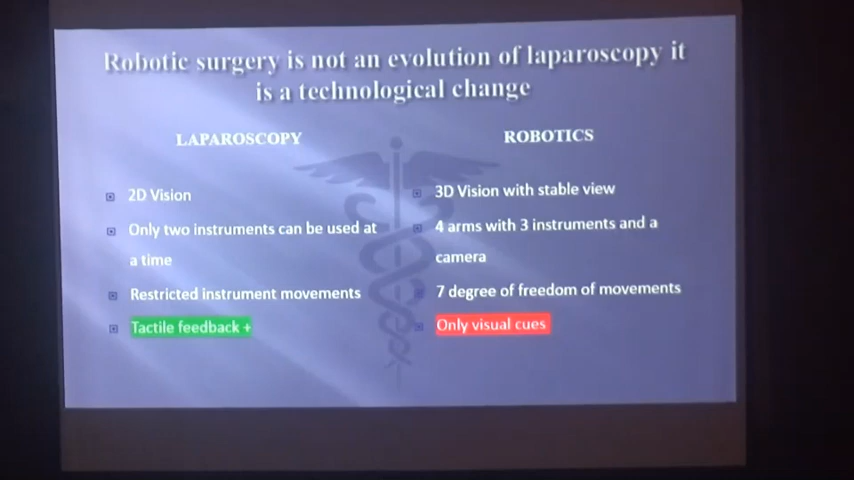 Robotic surgery is not an evolution of laparoscopy it
is a technological change
LAPAROSCOPY
2D Vision
Only two instruments can be used at
a time
Restricted instrument movements
Tactile feedback +
ROBOTICS
3D Vision with stable view
4 arms with 3 instruments and a
camera
7 degree of freedom of movements
Only visual cues